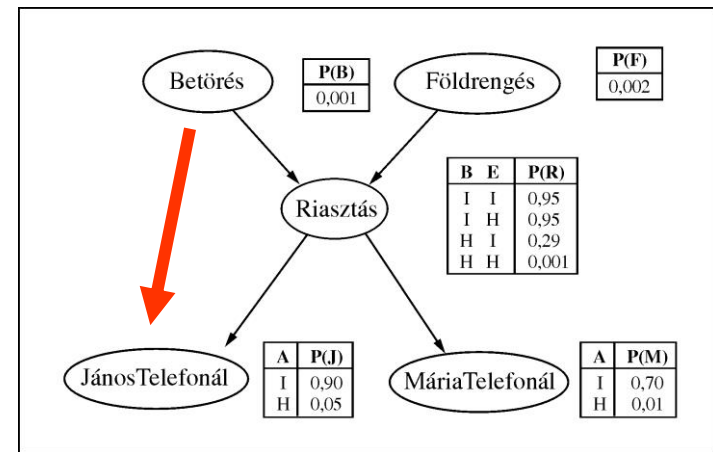 Betörés
P(B)
0,001
Földrengés
P(F)
0,002
Riasztás
B E P(R)
I I 0,95
I H 0,95
H I 0,29
H H 0,001
JánosTelefonál
A P(J)
I 0,90
H 0,05
MáriaTelefonál
A P(M)
I 0,70
H 0,01